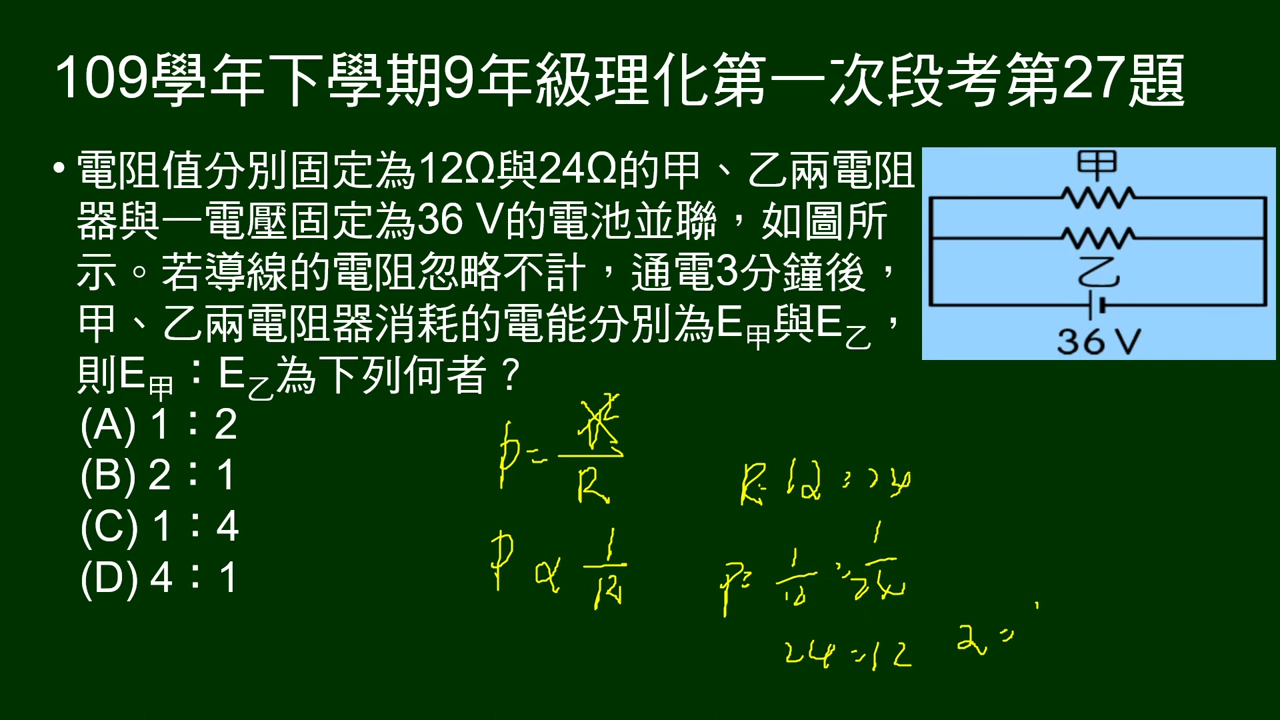 109學年下學期9年級理化第一次段考第27題
• 電阻值分別固定為12Ω與24Ω的甲、乙兩電阻
器與一電壓固定為36 V的電池並聯，如圖所
示。若導線的電阻忽略不計，通電3分鐘後，
甲、乙兩電阻器消耗的電能分別為E甲與E乙，
則E甲：E乙為下列何者？
(A) 1：2
(B) 2：1
(C) 1：4
(D) 4：1
甲
乙
36 V
P=
R
P ∝ 1/R
R= 12 : 24
P= 1/12 : 1/24
24 = 12
2 =